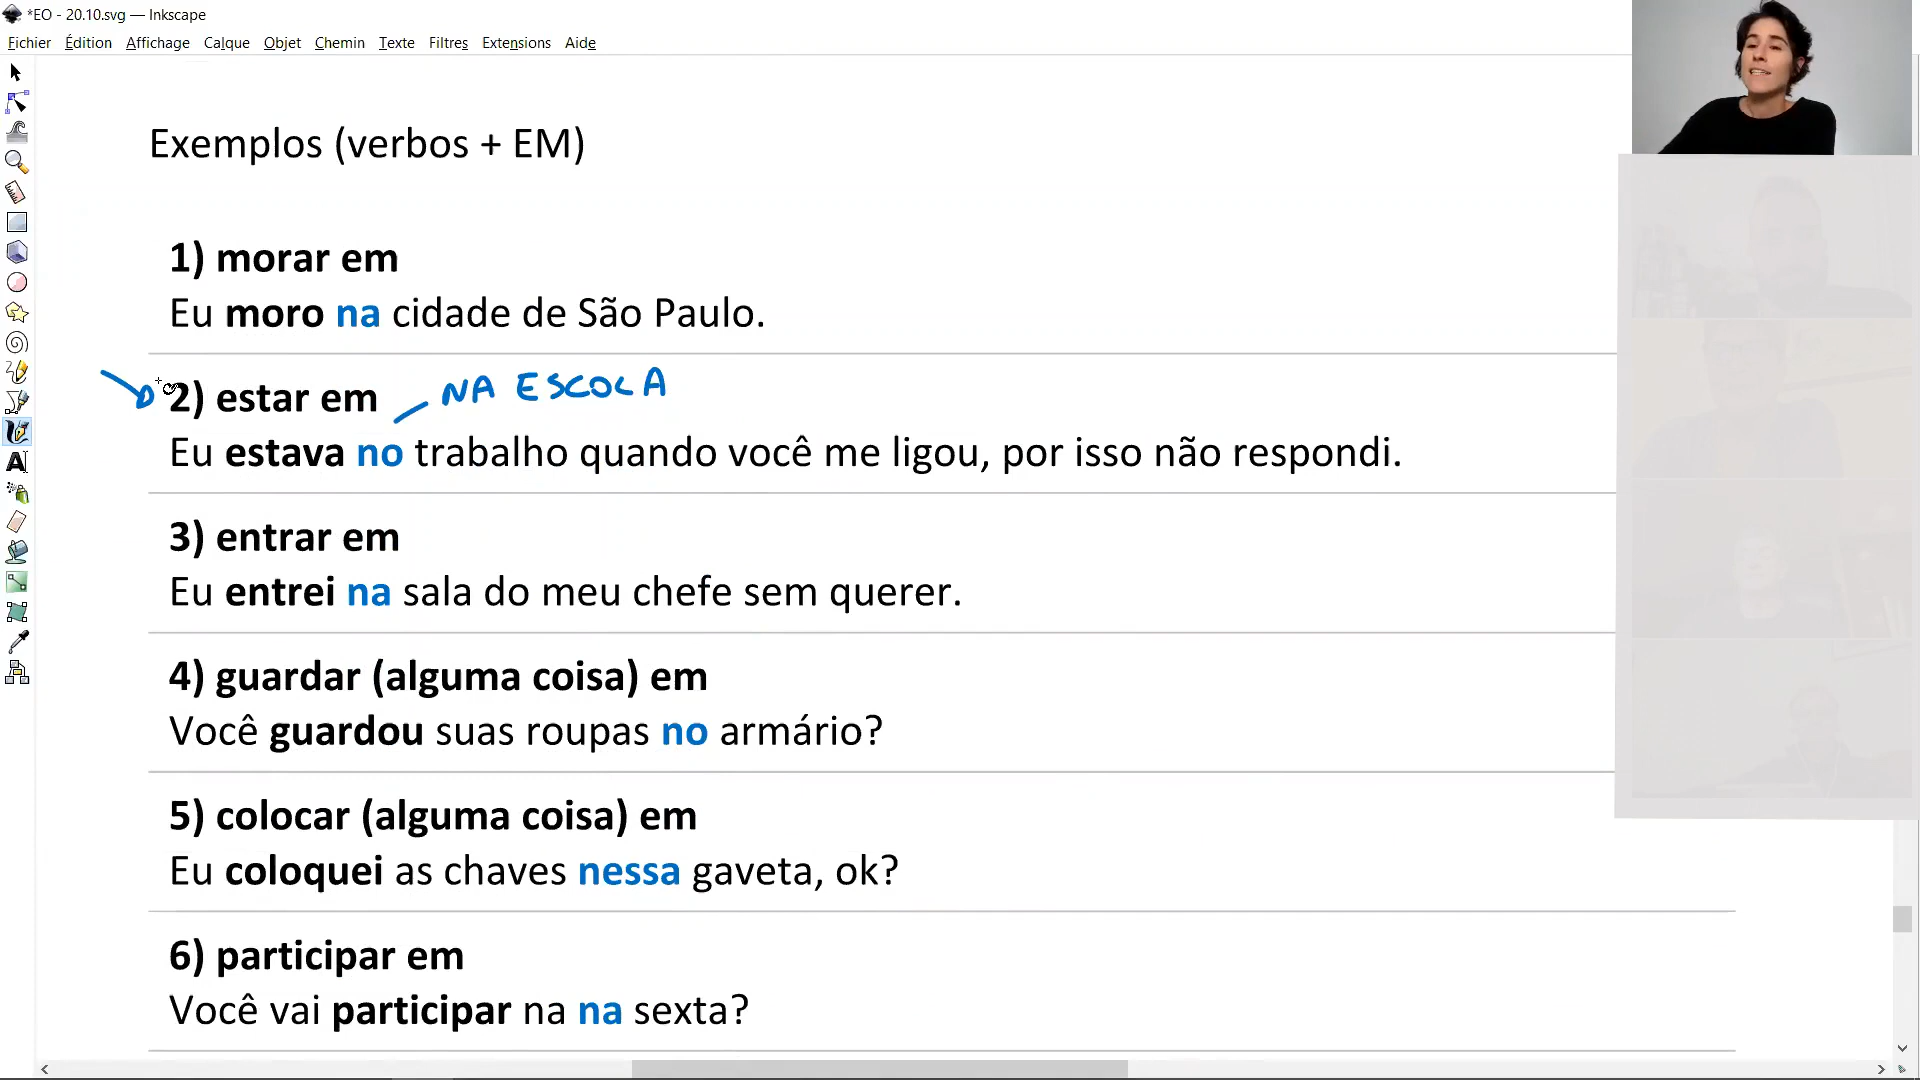 *EO - 20.10.svg — Inkscape
Fichier Édition Affichage Calque Objet Chemin Texte Filtres Extensions Aide
Exemplos (verbos + EM)
1) morar em
Eu moro na cidade de São Paulo.
2) estar em
NA ESCOLA
Eu estava no trabalho quando você me ligou, por isso não respondi.
3) entrar em
Eu entrei na sala do meu chefe sem querer.
4) guardar (alguma coisa) em
Você guardou suas roupas no armário?
5) colocar (alguma coisa) em
Eu coloquei as chaves nessa gaveta, ok?
6) participar em
Você vai participar na na sexta?